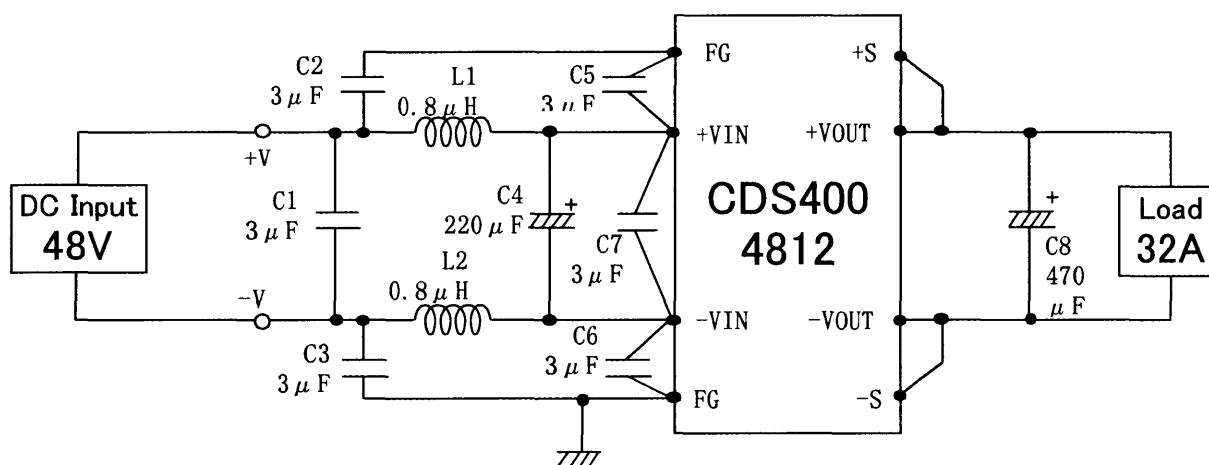 FG
+S
C2
3μF
L1
0.8μH
C5
3μF
+V
+VIN
+VOUT
DC Input
48V
C1
3μF
C4
+
220μF
C7
3μF
CDS400
4812
+
C8
470
μF
Load
32A
L2
0.8μH
-V
-VIN
-VOUT
C3
3μF
C6
3μF
FG
-S